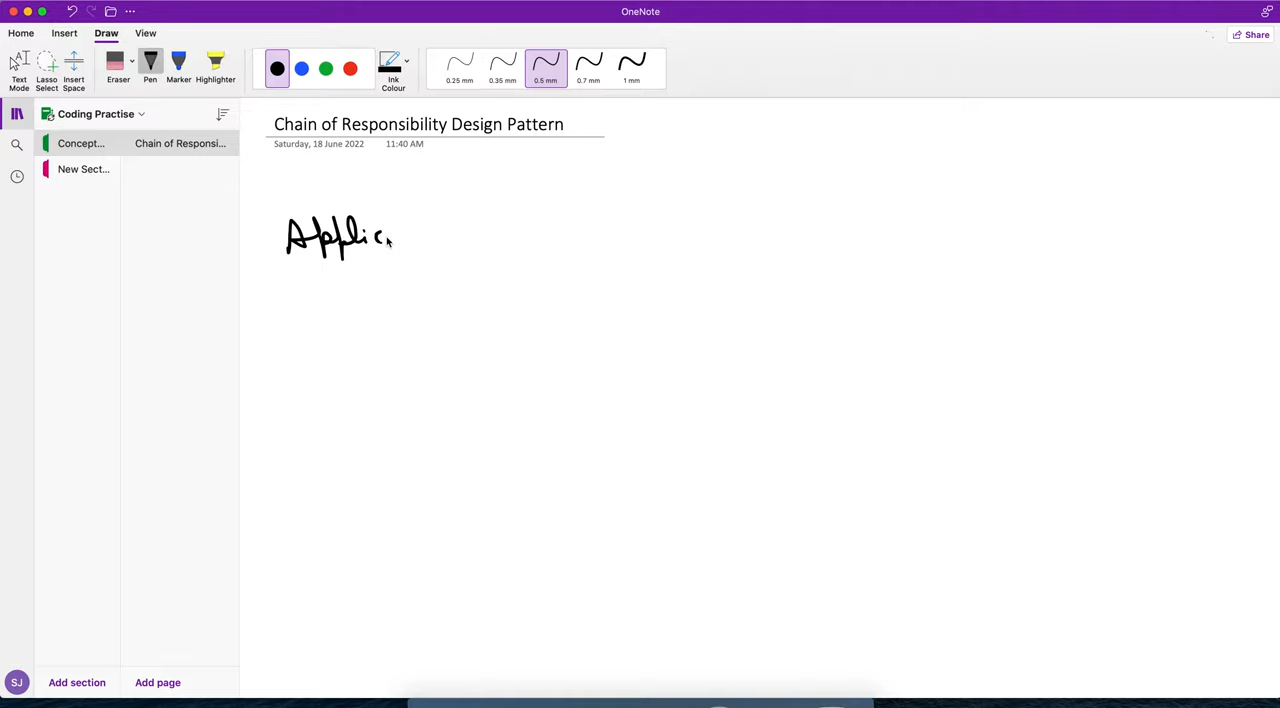 OneNote
Home Insert Draw View
Share
Text Mode
Lasso Select
Insert Space
Eraser
Pen
Marker
Highlighter
Ink Colour
0.25 mm
0.35 mm
0.5 mm
0.7 mm
1 mm
Coding Practise
Concept...
New Sect...
Chain of Responsi...
Chain of Responsibility Design Pattern
Saturday, 18 June 2022 11:40 AM
Applic
SJ
Add section
Add page